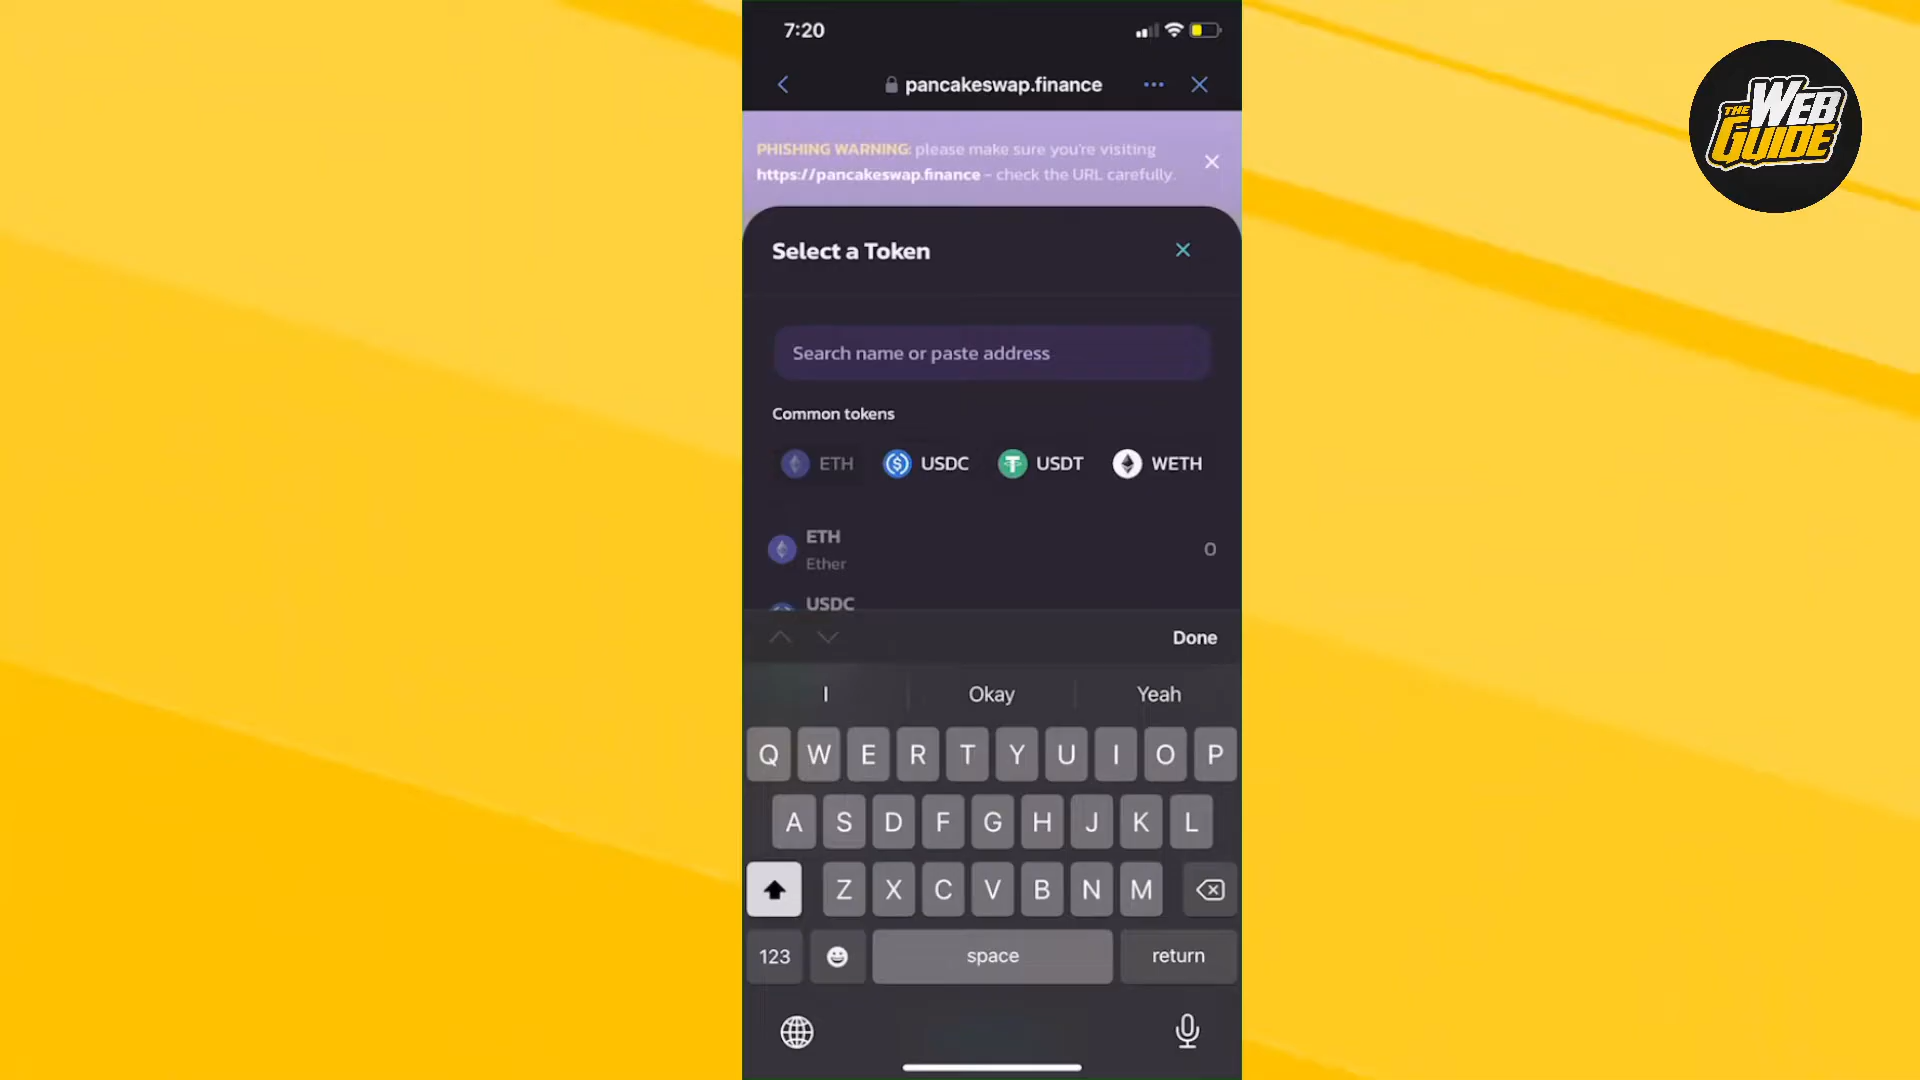 7:20
pancakeswap.finance
THE WEB GUIDE
PHISHING WARNING: please make sure you're visiting
https://pancakeswap.finance - check the URL carefully.
Select a Token
Search name or paste address
Common tokens
ETH USDC USDT WETH
ETH
Ether
0
USDC
Done
I Okay Yeah
Q W E R T Y U I O P
A S D F G H J K L
Z X C V B N M
123 space return